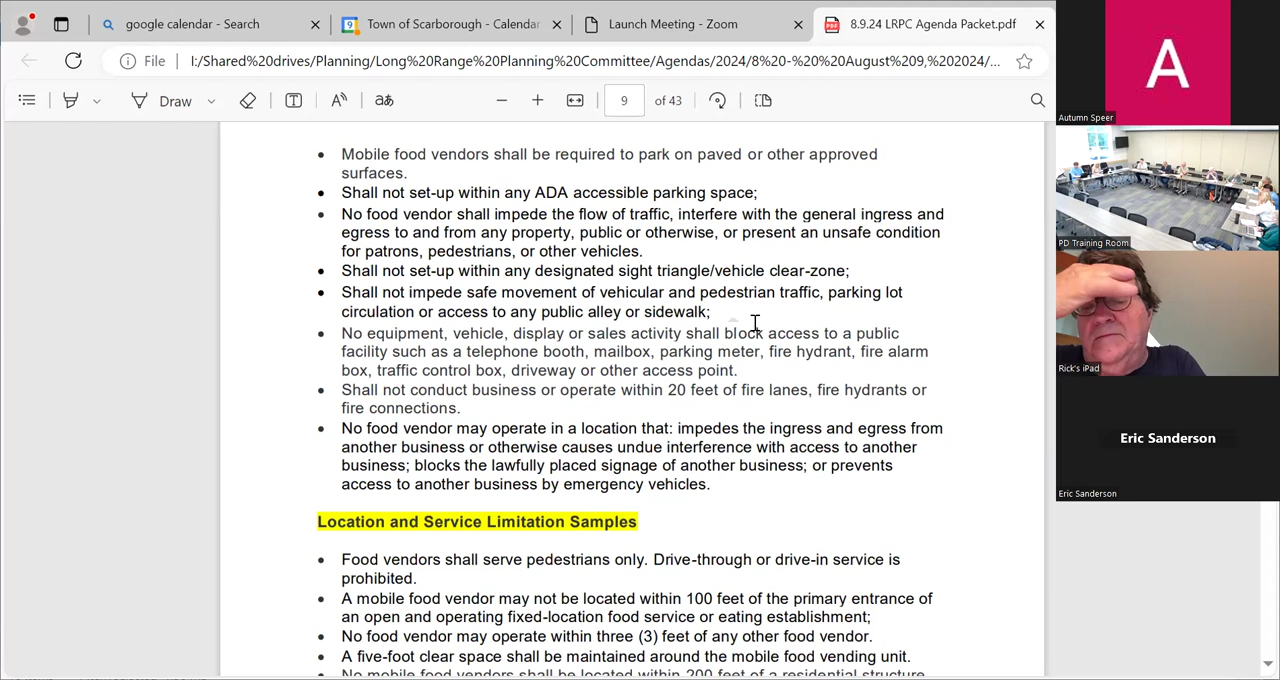 google calendar - Search
Town of Scarborough - Calendar
Launch Meeting - Zoom
8.9.24 LRPC Agenda Packet.pdf
File
I:/Shared%20drives/Planning/Long%20Range%20Planning%20Committee/Agendas/2024/8%20-%20%20August%209,%202024/...
Draw
9 of 43
• Mobile food vendors shall be required to park on paved or other approved
surfaces.
• Shall not set-up within any ADA accessible parking space;
• No food vendor shall impede the flow of traffic, interfere with the general ingress and
egress to and from any property, public or otherwise, or present an unsafe condition
for patrons, pedestrians, or other vehicles.
• Shall not set-up within any designated sight triangle/vehicle clear-zone;
• Shall not impede safe movement of vehicular and pedestrian traffic, parking lot
circulation or access to any public alley or sidewalk;
• No equipment, vehicle, display or sales activity shall block access to a public
facility such as a telephone booth, mailbox, parking meter, fire hydrant, fire alarm
box, traffic control box, driveway or other access point.
• Shall not conduct business or operate within 20 feet of fire lanes, fire hydrants or
fire connections.
• No food vendor may operate in a location that: impedes the ingress and egress from
another business or otherwise causes undue interference with access to another
business; blocks the lawfully placed signage of another business; or prevents
access to another business by emergency vehicles.
Location and Service Limitation Samples
• Food vendors shall serve pedestrians only. Drive-through or drive-in service is
prohibited.
• A mobile food vendor may not be located within 100 feet of the primary entrance of
an open and operating fixed-location food service or eating establishment;
• No food vendor may operate within three (3) feet of any other food vendor.
• A five-foot clear space shall be maintained around the mobile food vending unit.
• No mobile food vendors shall be located within 200 feet of a residential structure
A
Autumn Speer
PD Training Room
Rick's iPad
Eric Sanderson
Eric Sanderson